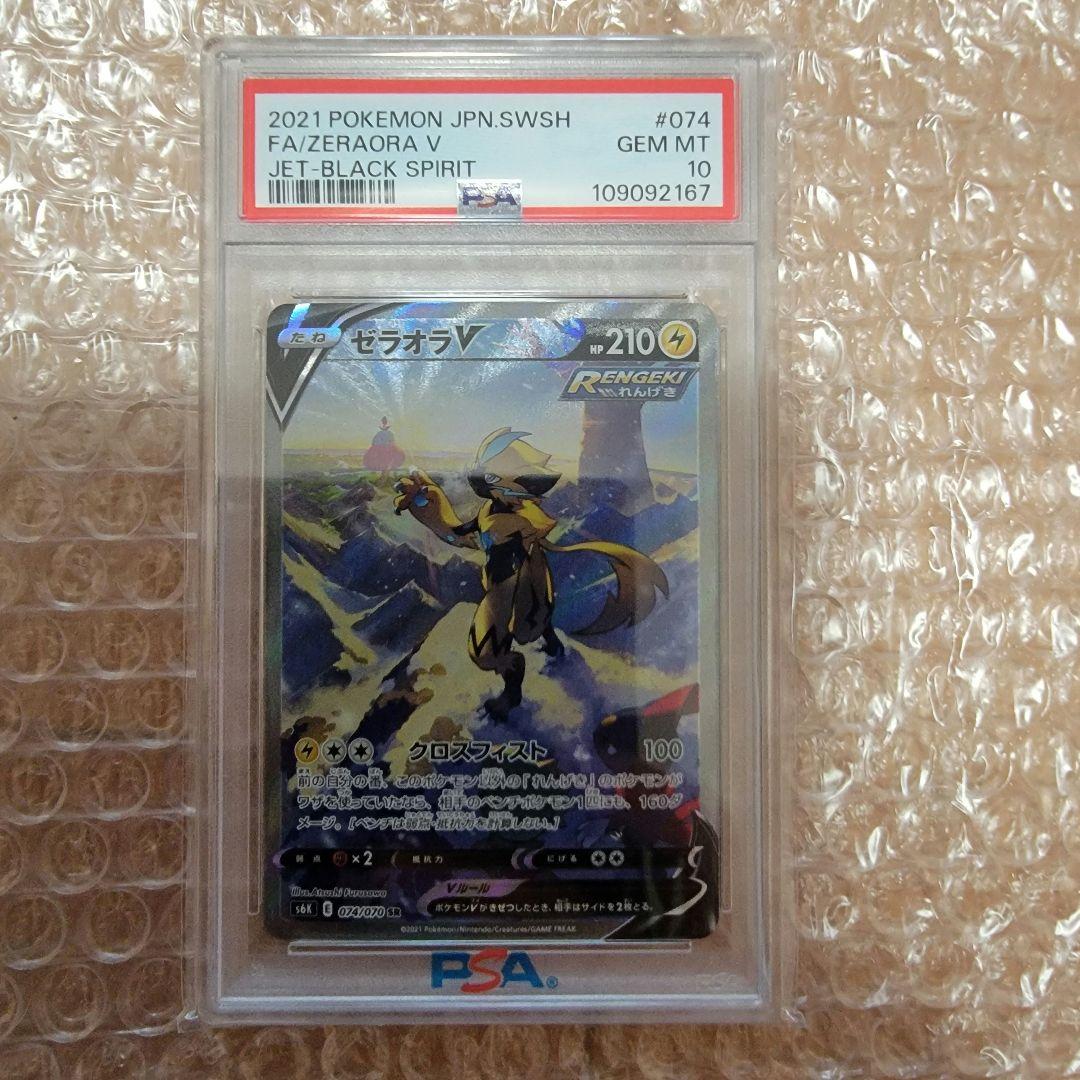 2021 POKEMON JPN.SWSH #074
FA/ZERAORA V GEM MT
JET-BLACK SPIRIT 10
PSA 109092167
たね ゼラオラV HP 210
RENGEKI
れんげき
クロスフィスト 100
前の自分の番、このポケモン以外の「れんげき」のポケモンが
ワザを使っていたなら、相手のベンチポケモン1匹にも、160ダ
メージ。[ベンチは弱点・抵抗力を計算しない。]
弱点 ×2 抵抗力 にげる
illus.Atsushi Furusawa
Vルール
ポケモンVがきぜつしたとき、相手はサイドを2枚とる。
s6K E 074/070 SR
©2021 Pokémon/Nintendo/Creatures/GAME FREAK
PSA®